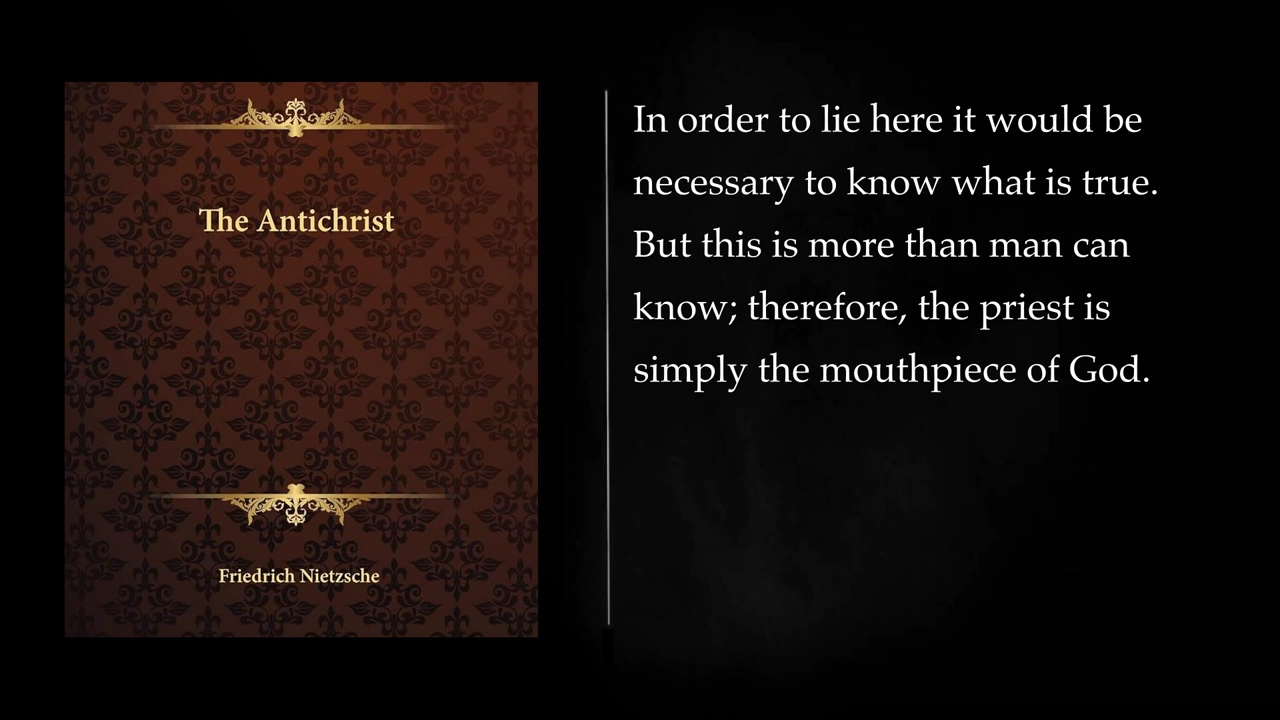 The Antichrist
Friedrich Nietzsche
In order to lie here it would be
necessary to know what is true.
But this is more than man can
know; therefore, the priest is
simply the mouthpiece of God.